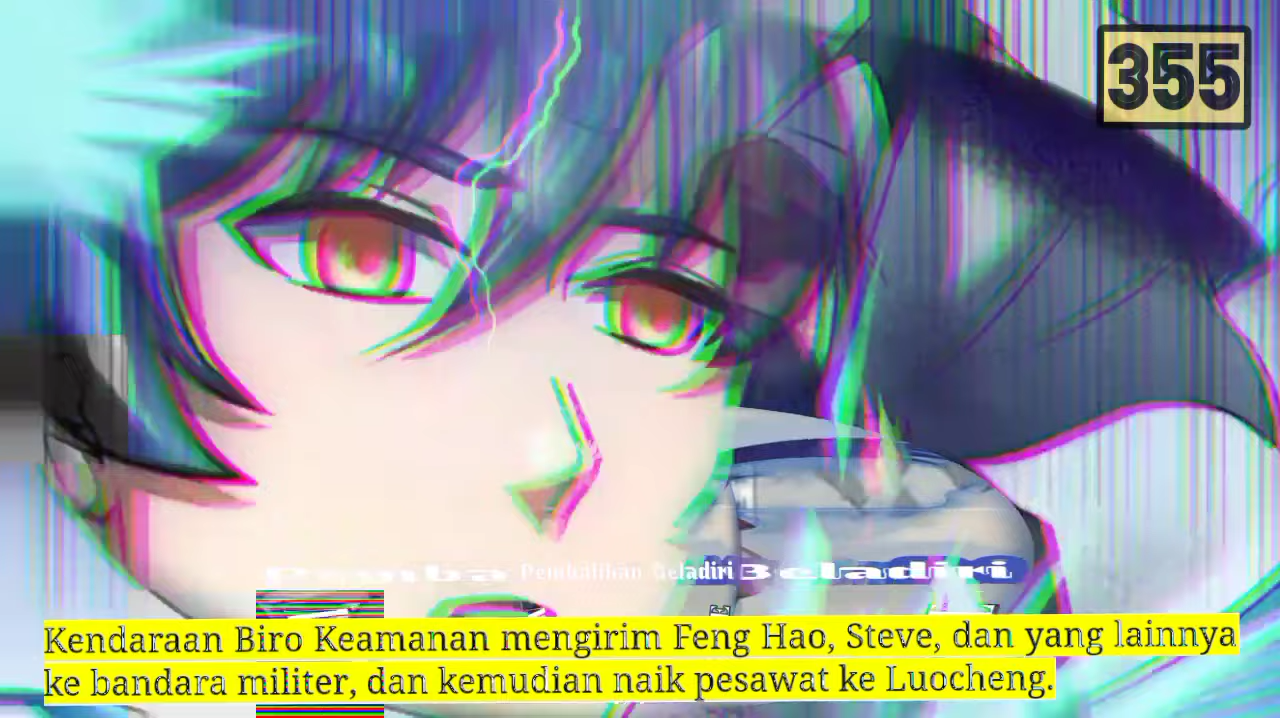 355
Beladiri
Kendaraan Biro Keamanan mengirim Feng Hao, Steve, dan yang lainnya
ke bandara militer, dan kemudian naik pesawat ke Luocheng.